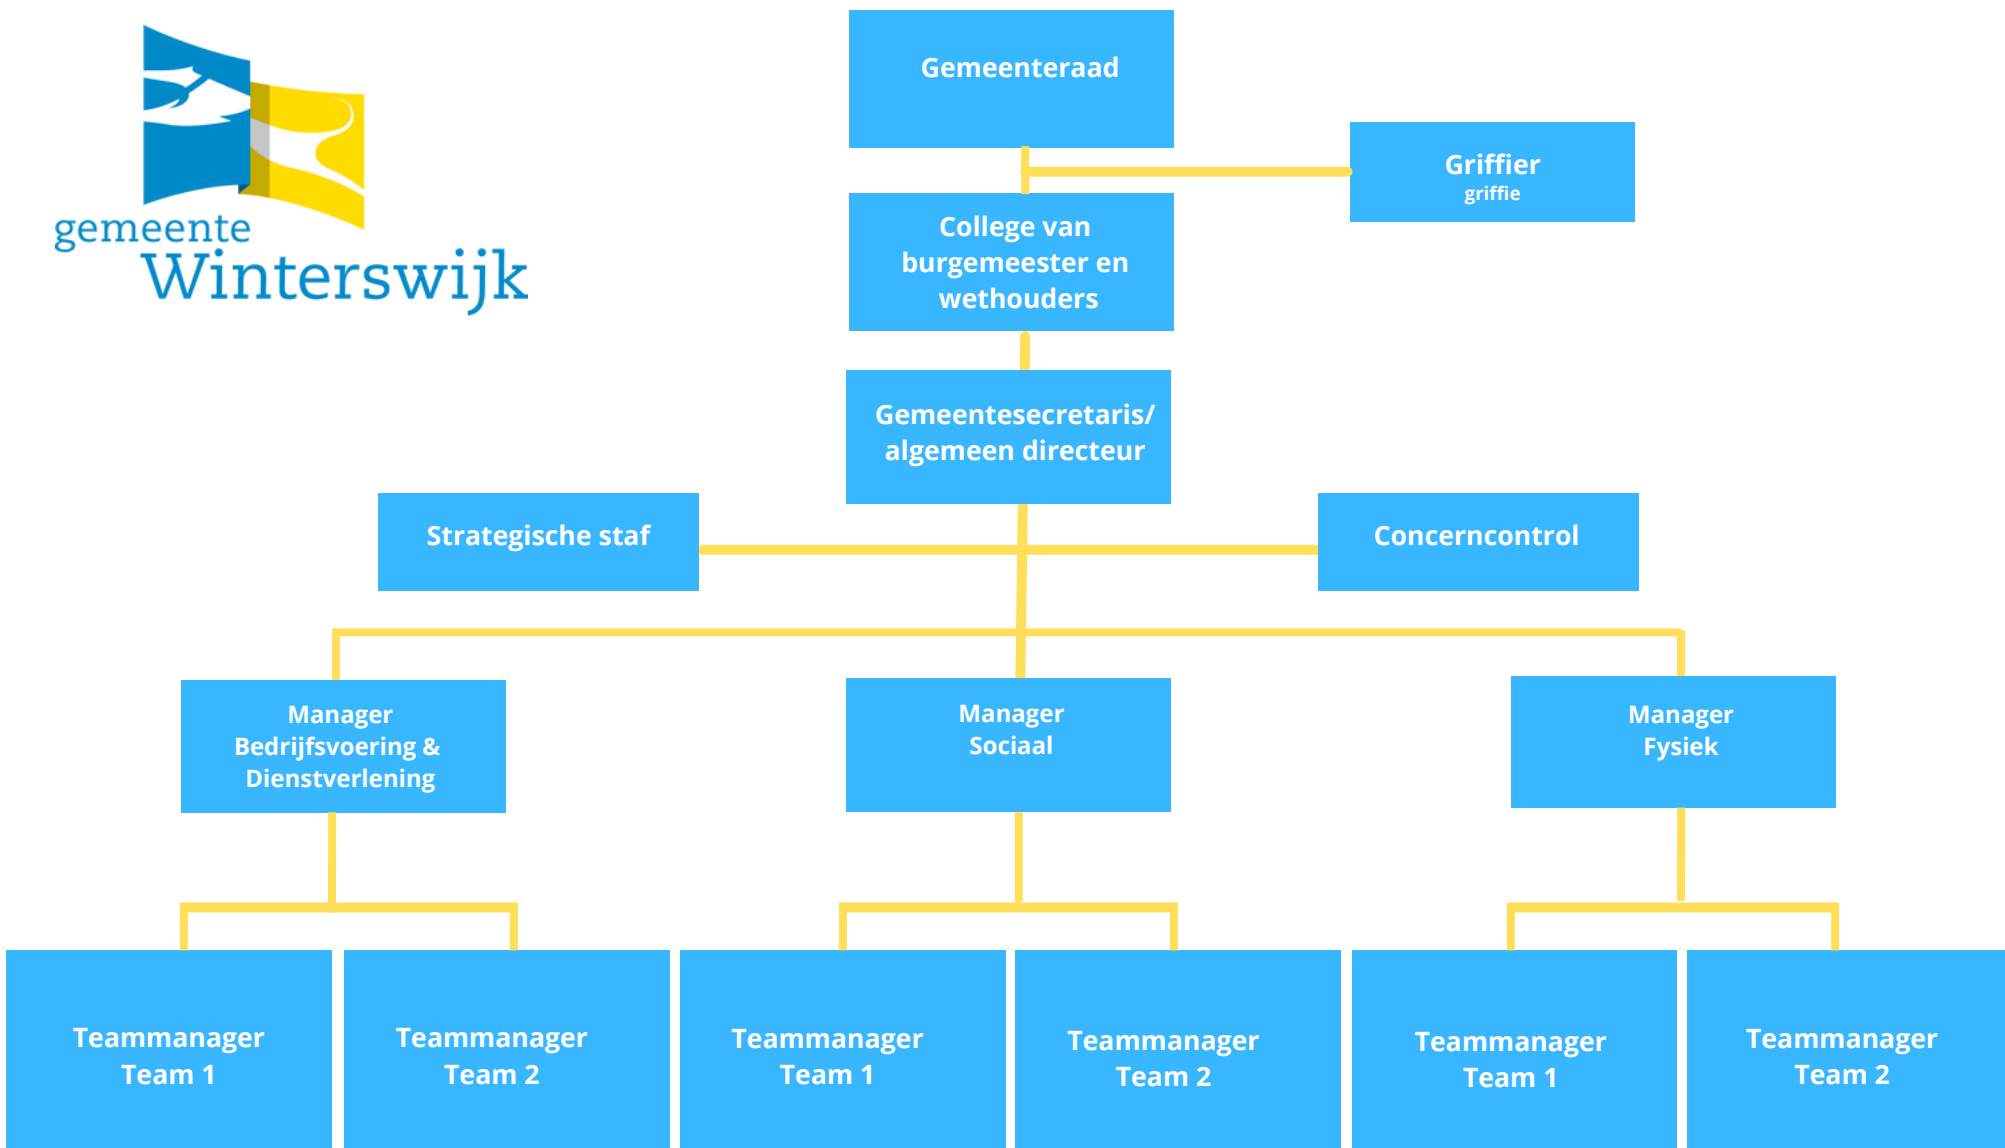 gemeente
Winterswijk
Gemeenteraad
Griffier
griffie
College van
burgemeester en
wethouders
Gemeentesecretaris/
algemeen directeur
Strategische staf
Concerncontrol
Manager
Bedrijfsvoering &
Dienstverlening
Manager
Sociaal
Manager
Fysiek
Teammanager
Team 1
Teammanager
Team 2
Teammanager
Team 1
Teammanager
Team 2
Teammanager
Team 1
Teammanager
Team 2